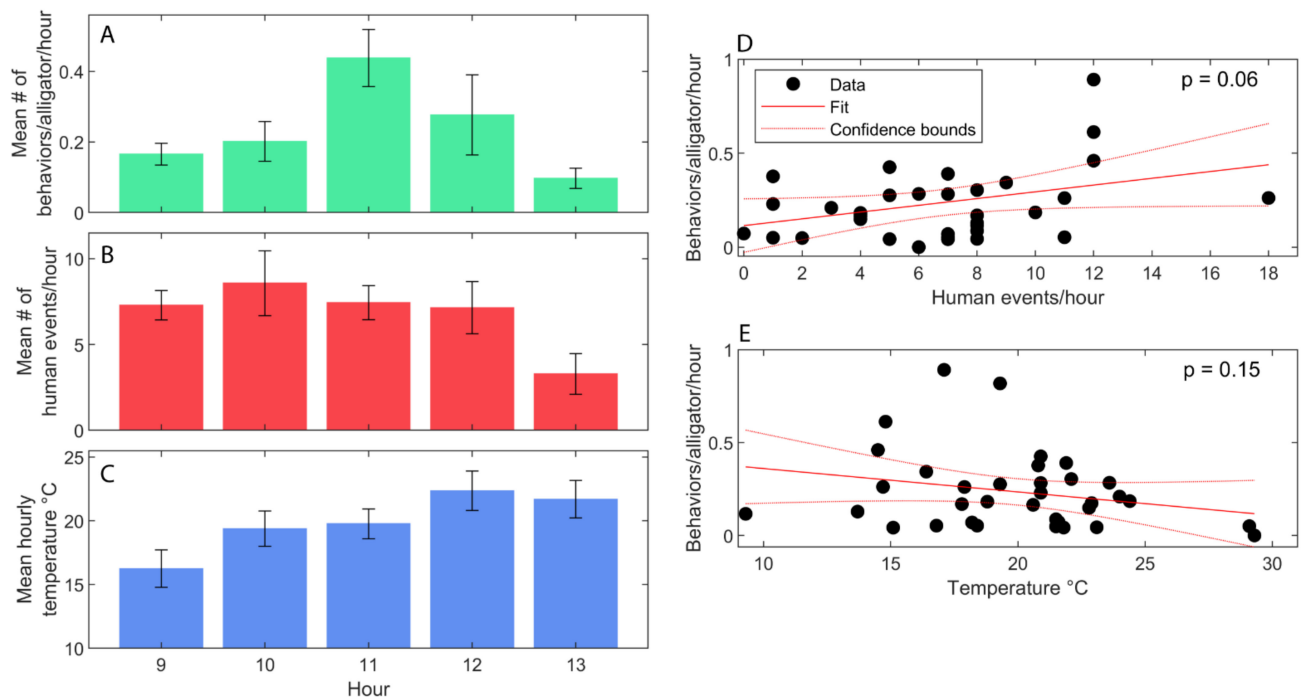 A
Mean # of
behaviors/alligator/hour
0.4
0.2
0
B
Mean # of
human events/hour
10
5
0
C
Mean hourly
temperature °C
25
20
15
10
9 10 11 12 13
Hour
D
Behaviors/alligator/hour
1
0.5
0
Data
Fit
Confidence bounds
p = 0.06
0 2 4 6 8 10 12 14 16 18
Human events/hour
E
Behaviors/alligator/hour
1
0.5
0
p = 0.15
10 15 20 25 30
Temperature °C